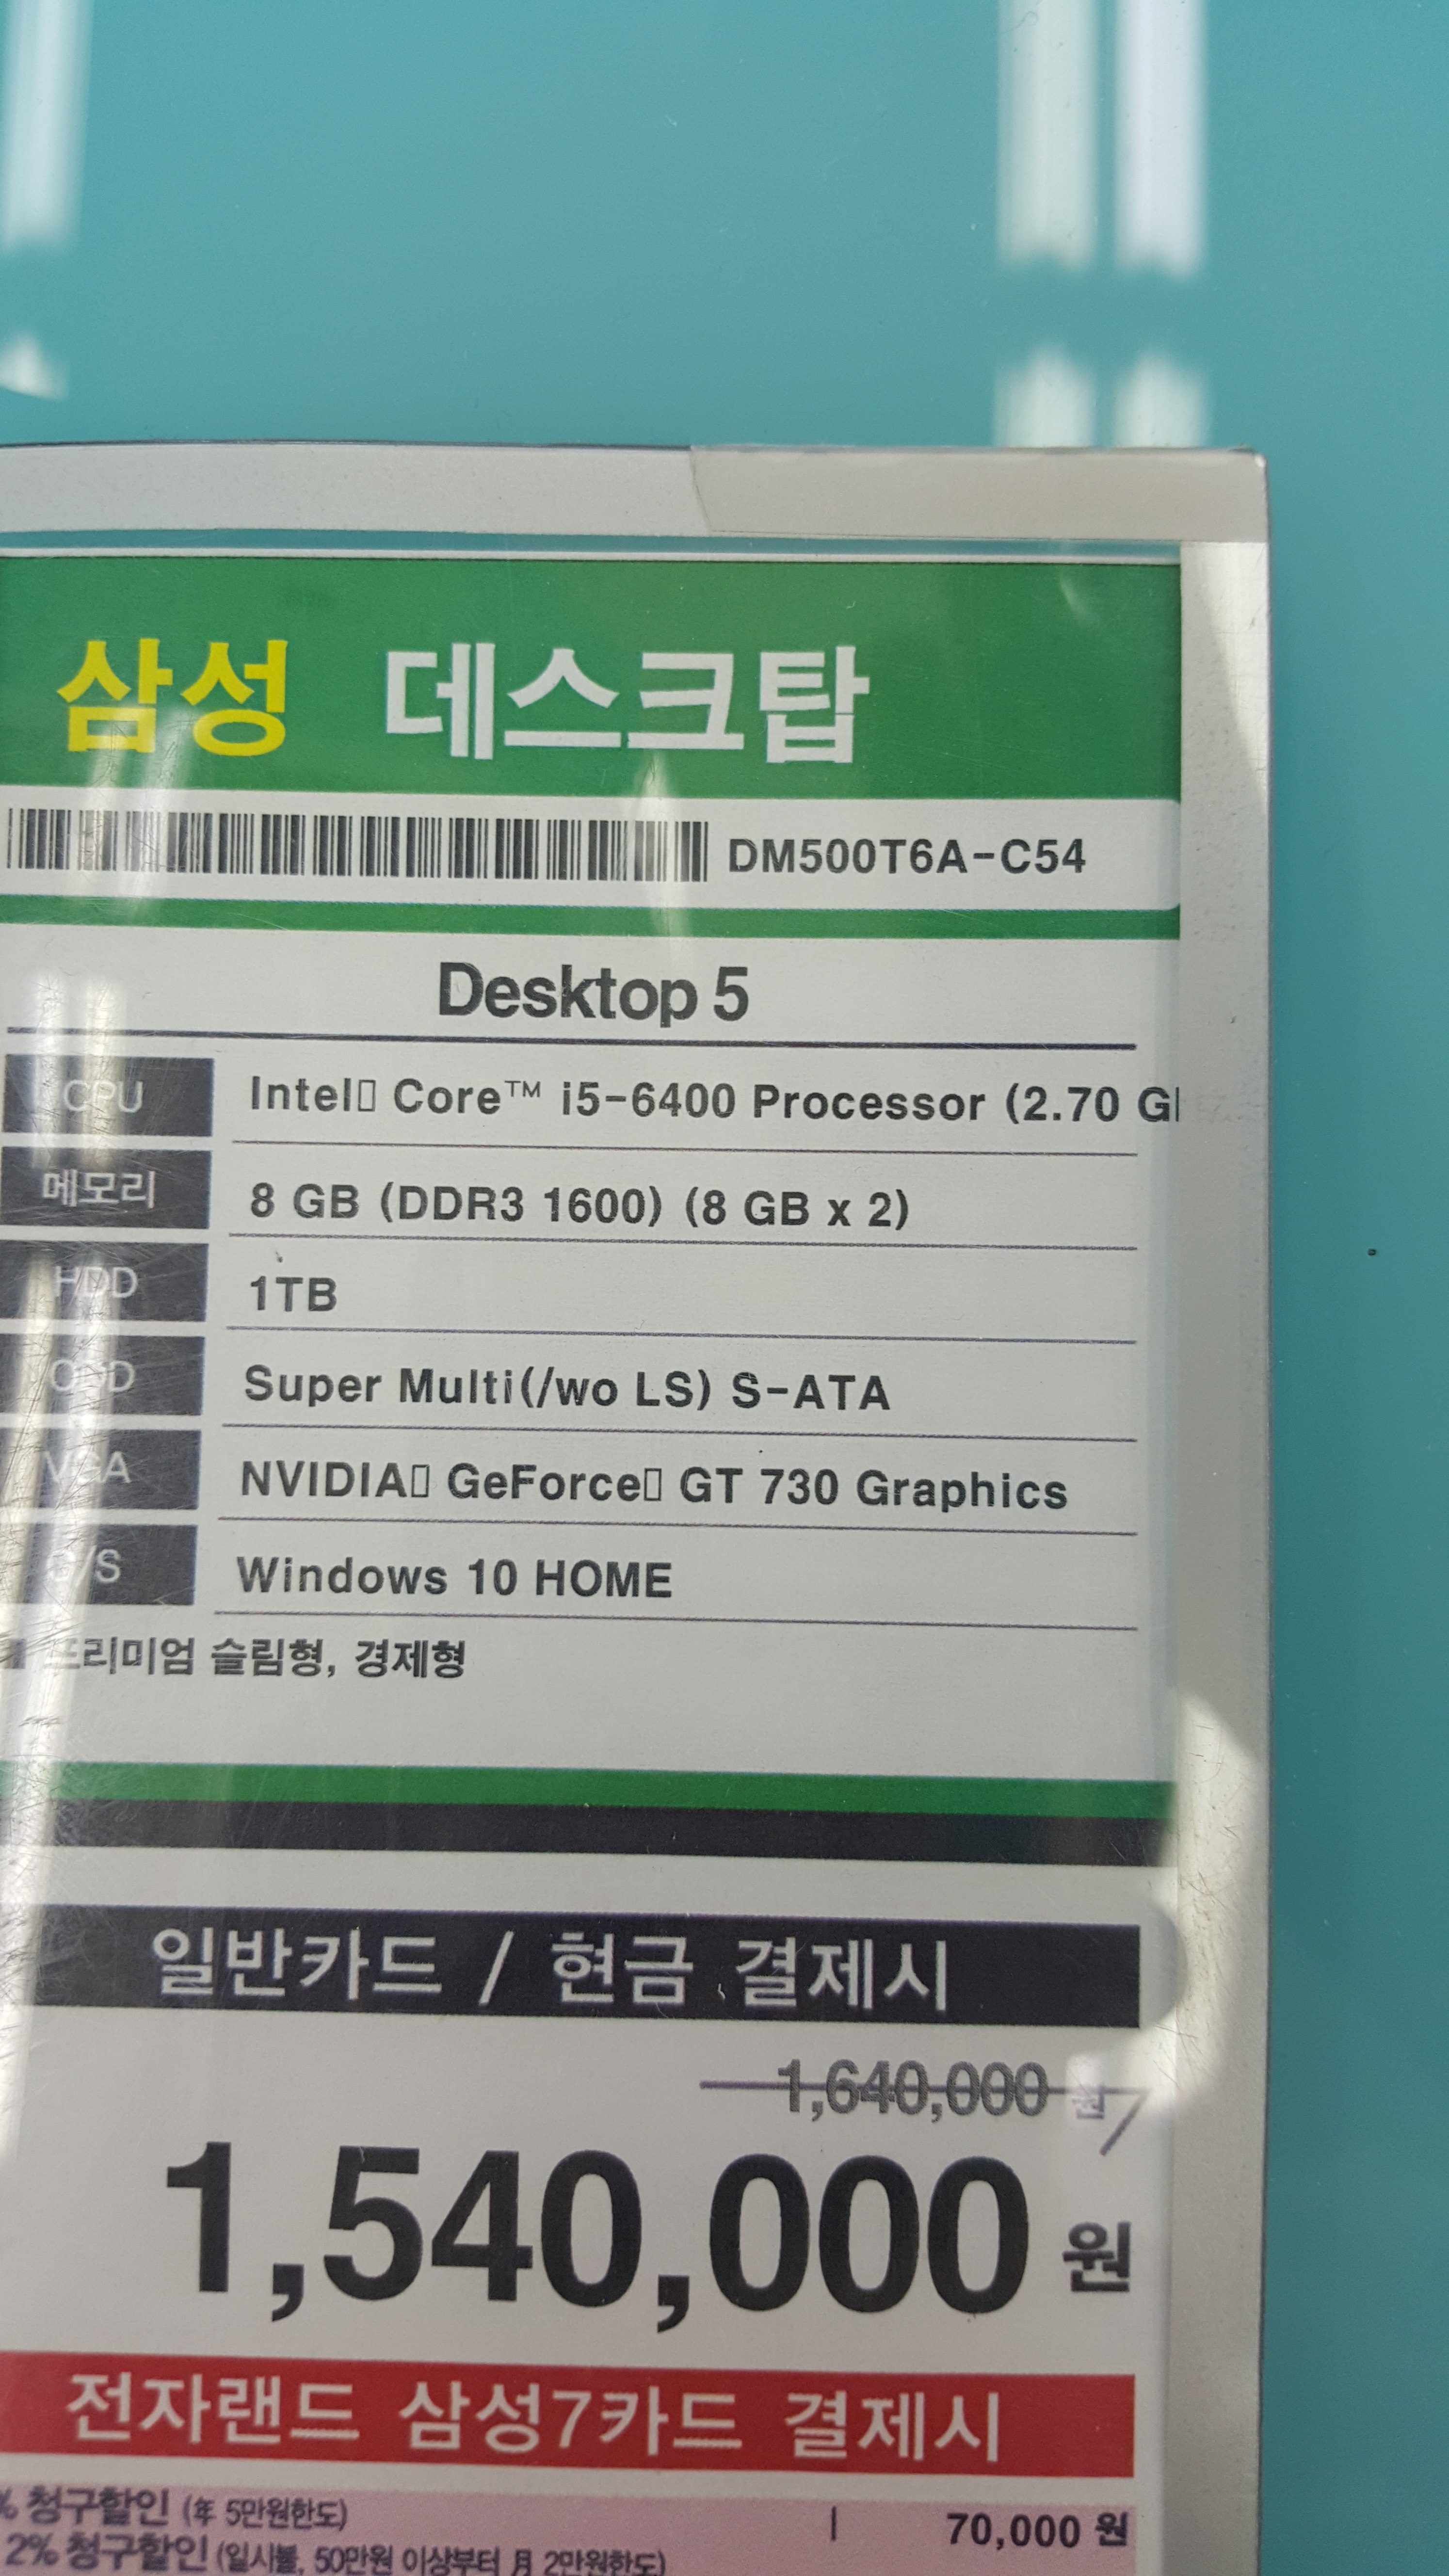 삼성 데스크탑
DM500T6A-C54
Desktop 5
CPU Intel▯ Core™ i5-6400 Processor (2.70
메모리 8 GB (DDR3 1600) (8 GB x 2)
HDD 1TB
ODD Super Multi(/wo LS) S-ATA
VGA NVIDIA▯ GeForce▯ GT 730 Graphics
O/S Windows 10 HOME
프리미엄 슬림형, 경제형
일반카드 / 현금 결제시
1,640,000 원
1,540,000 원
전자랜드 삼성7카드 결제시
% 청구할인 (年 5만원한도) 70,000 원
2% 청구할인 (일시불, 50만원 이상부터 月 2만원한도)